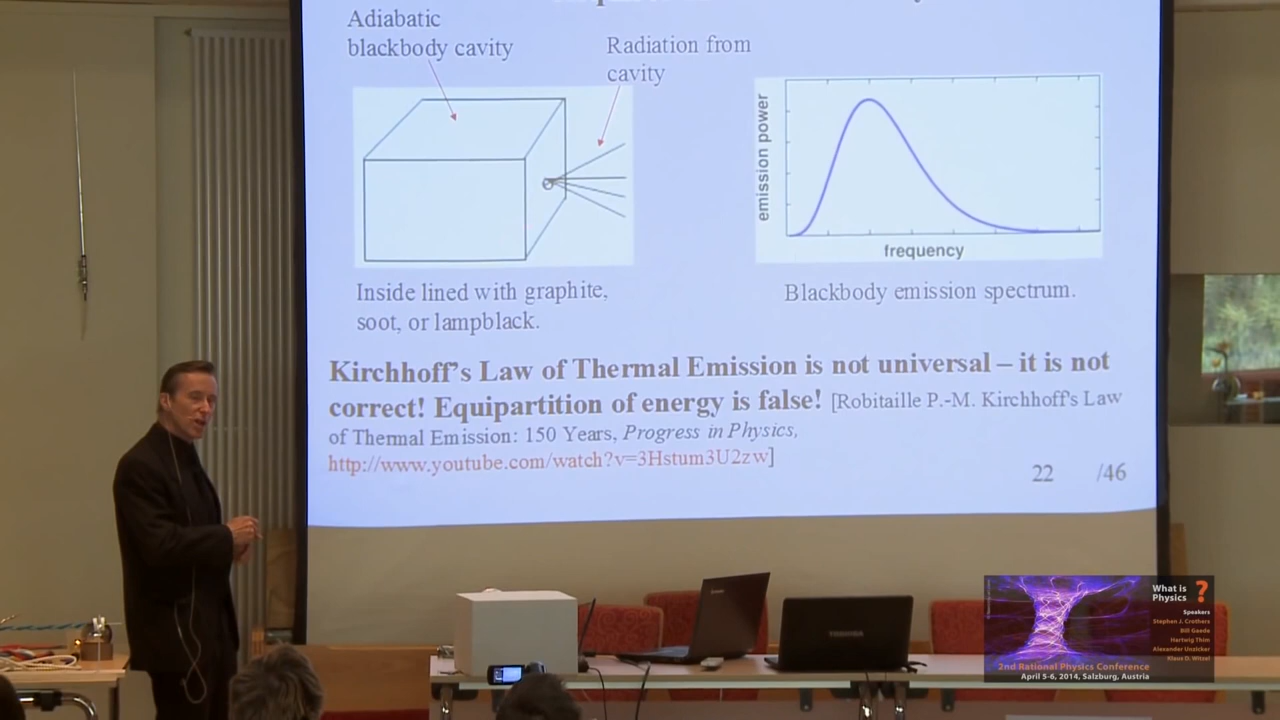 Adiabatic
blackbody cavity
Radiation from
cavity
emission power
frequency
Inside lined with graphite,
soot, or lampblack.
Blackbody emission spectrum.
Kirchhoff's Law of Thermal Emission is not universal – it is not
correct! Equipartition of energy is false! [Robitaille P.-M. Kirchhoff's Law
of Thermal Emission: 150 Years, Progress in Physics,
http://www.youtube.com/watch?v=3Hstum3U2zw]
22 /46
TOSHIBA
What is
Physics ?
Speakers
Stephen J. Crothers
Bill Gaede
Hartwig Thim
Alexander Unzicker
Klaus D. Witzel
2nd Rational Physics Conference
April 5-6, 2014, Salzburg, Austria